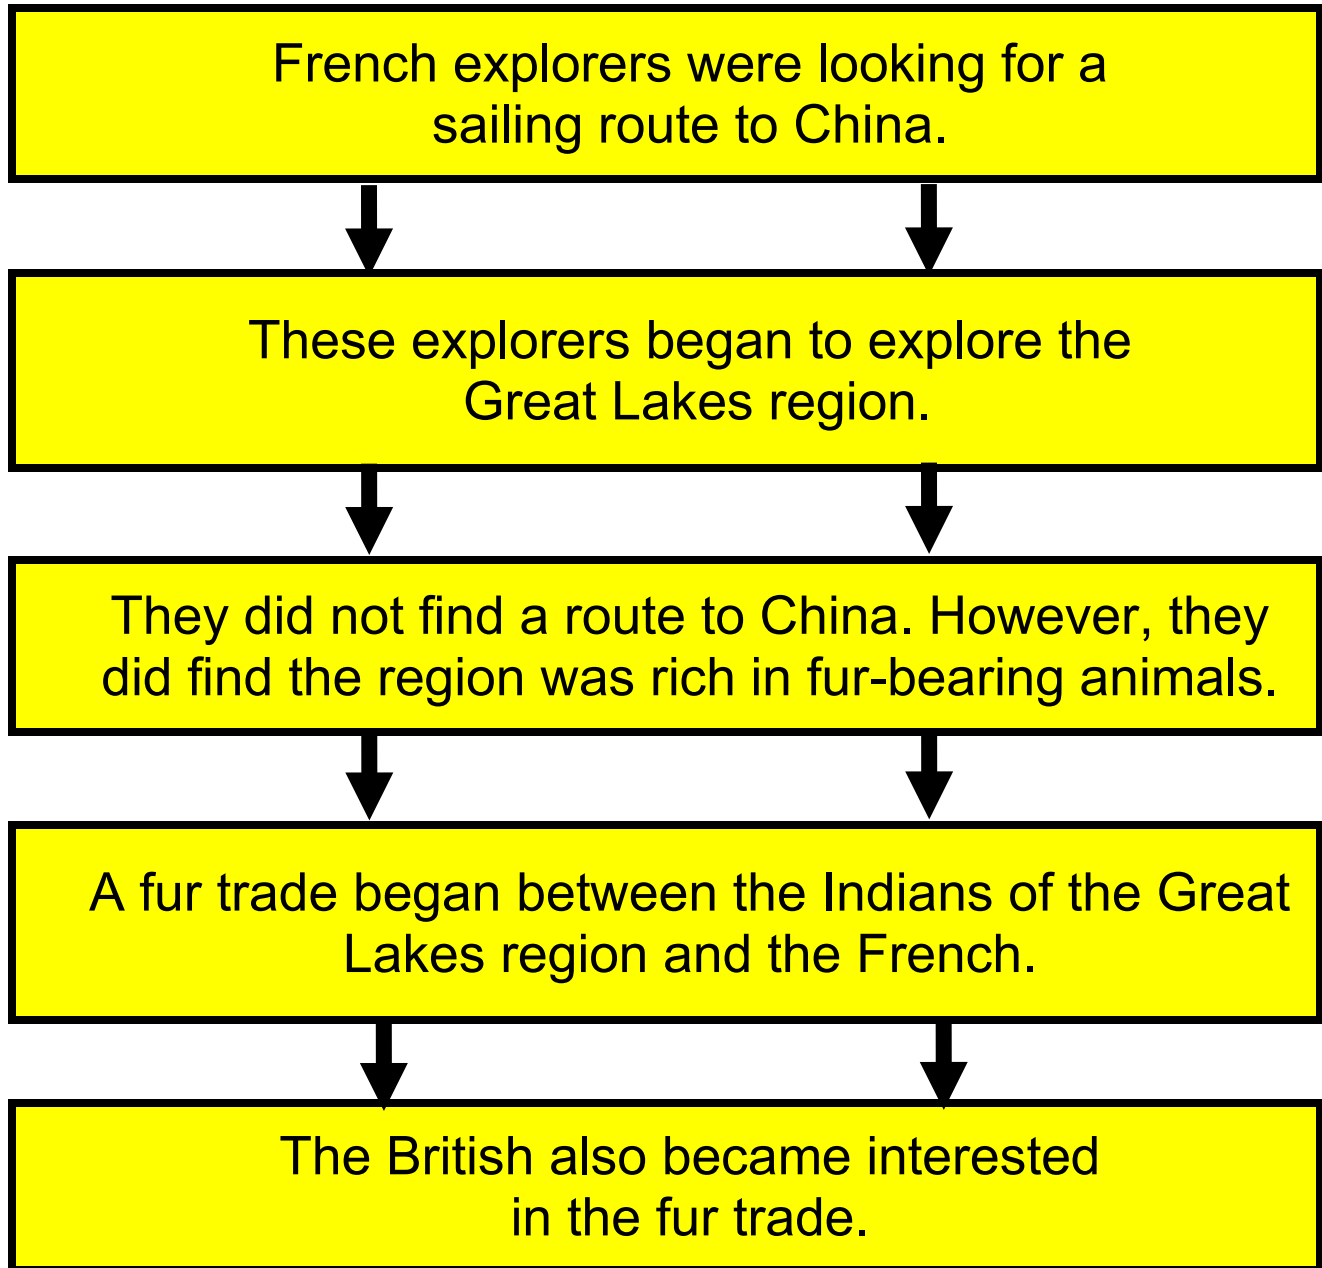 French explorers were looking for a
sailing route to China.
These explorers began to explore the
Great Lakes region.
They did not find a route to China. However, they
did find the region was rich in fur-bearing animals.
A fur trade began between the Indians of the Great
Lakes region and the French.
The British also became interested
in the fur trade.